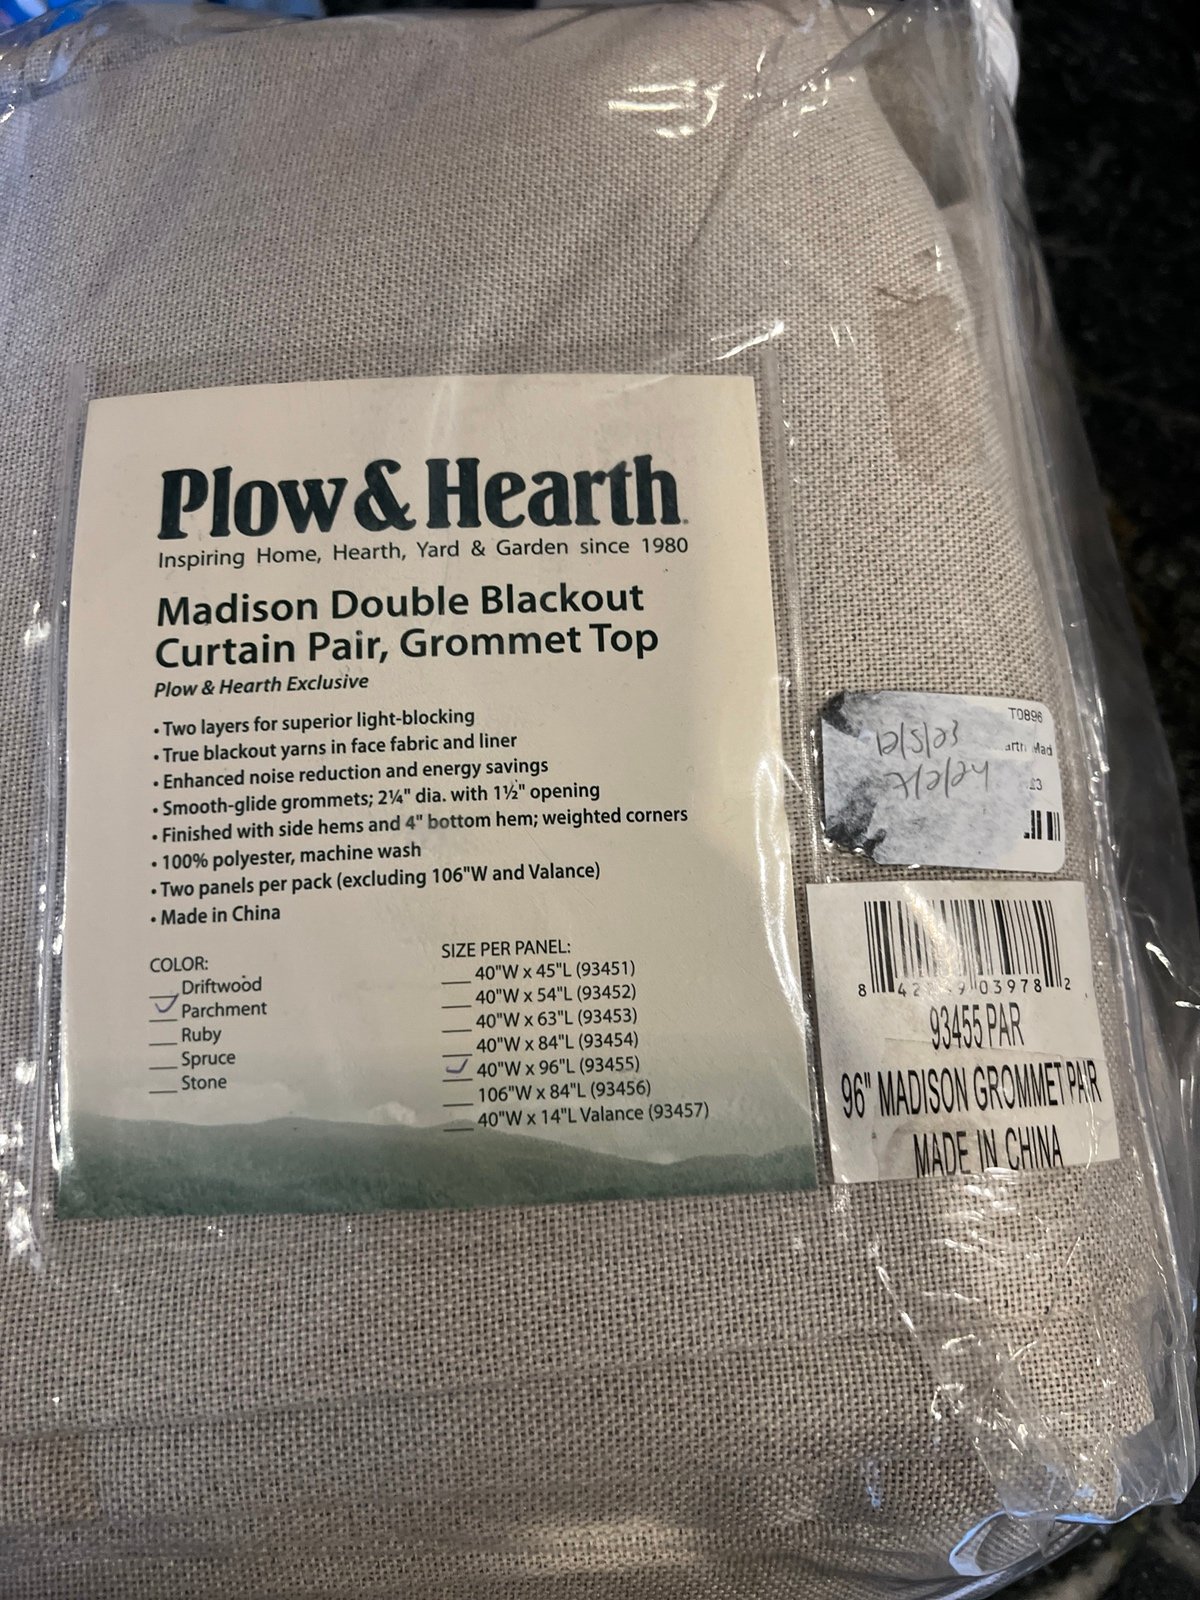 Plow & Hearth
Inspiring Home, Hearth, Yard & Garden since 1980
Madison Double Blackout
Curtain Pair, Grommet Top
Plow & Hearth Exclusive
• Two layers for superior light-blocking
• True blackout yarns in face fabric and liner
• Enhanced noise reduction and energy savings
• Smooth-glide grommets; 2¼" dia. with 1½" opening
• Finished with side hems and 4" bottom hem; weighted corners
• 100% polyester, machine wash
• Two panels per pack (excluding 106"W and Valance)
• Made in China
COLOR:
Driftwood
Parchment
Ruby
Spruce
Stone
SIZE PER PANEL:
40"W x 45"L (93451)
40"W x 54"L (93452)
40"W x 63"L (93453)
40"W x 84"L (93454)
40"W x 96"L (93455)
106"W x 84"L (93456)
40"W x 14"L Valance (93457)
T0896
12/5/23
Mad
7/2/24
93455 PAR
96" MADISON GROMMET PAIR
MADE IN CHINA